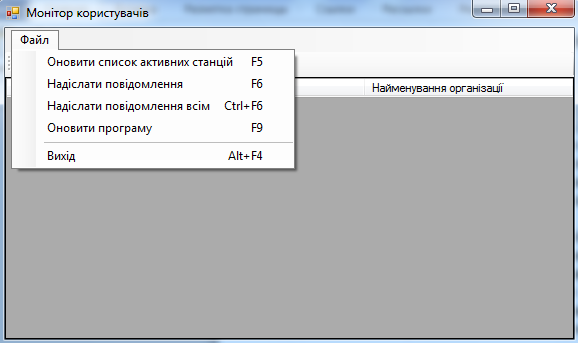 Монітор користувачів
Файл
Оновити список активних станцій F5
Надіслати повідомлення F6
Надіслати повідомлення всім Ctrl+F6
Оновити програму F9
Вихід Alt+F4
Найменування організації